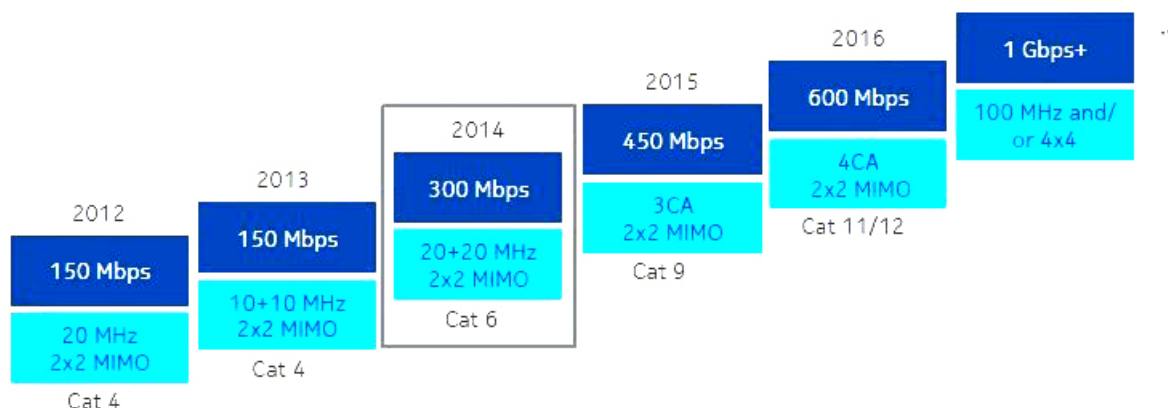 2012
150 Mbps
20 MHz
2x2 MIMO
Cat 4
2013
150 Mbps
10+10 MHz
2x2 MIMO
Cat 4
2014
300 Mbps
20+20 MHz
2x2 MIMO
Cat 6
2015
450 Mbps
3CA
2x2 MIMO
Cat 9
2016
600 Mbps
4CA
2x2 MIMO
Cat 11/12
1 Gbps+
100 MHz and/
or 4x4